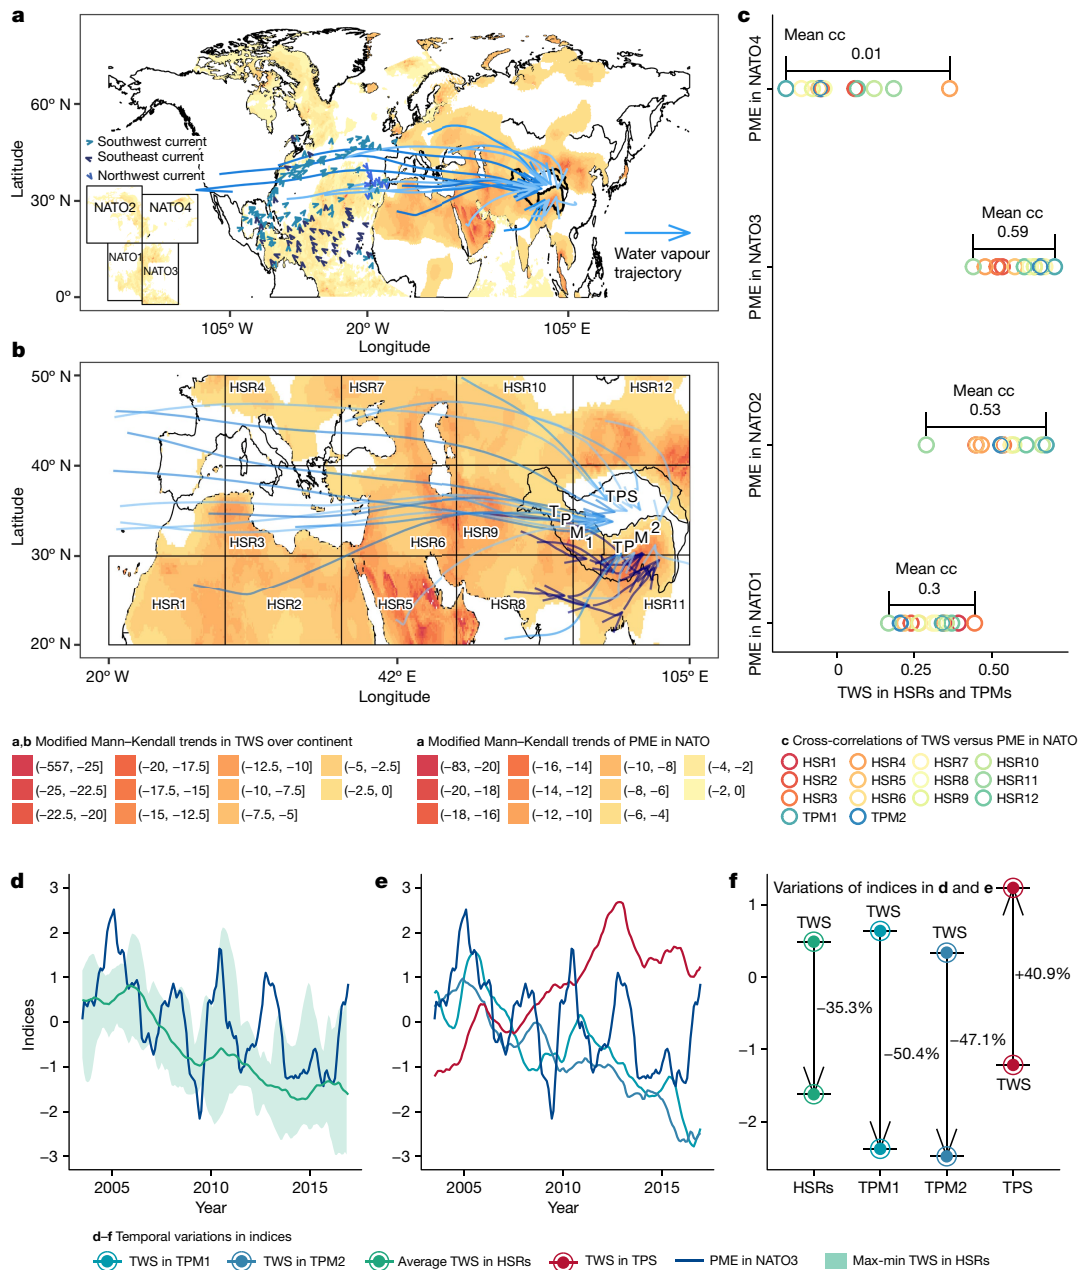 a
60° N
30° N
0°
Latitude
Southwest current
Southeast current
Northwest current
NATO2
NATO4
NATO1
NATO3
Water vapour
trajectory
105° W
20° W
105° E
Longitude
b
50° N
40° N
30° N
20° N
Latitude
HSR4
HSR7
HSR10
HSR12
TPS
TPM1
TPM2
HSR3
HSR6
HSR9
HSR1
HSR2
HSR5
HSR8
HSR11
20° W
42° E
105° E
Longitude
c
PME in NATO4
Mean cc
0.01
PME in NATO3
Mean cc
0.59
PME in NATO2
Mean cc
0.53
PME in NATO1
Mean cc
0.3
0
0.25
0.50
TWS in HSRs and TPMs
a,b Modified Mann–Kendall trends in TWS over continent
(-557, -25]
(-20, -17.5]
(-12.5, -10]
(-5, -2.5]
(-25, -22.5]
(-17.5, -15]
(-10, -7.5]
(-2.5, 0]
(-22.5, -20]
(-15, -12.5]
(-7.5, -5]
a Modified Mann–Kendall trends of PME in NATO
(-83, -20]
(-16, -14]
(-10, -8]
(-4, -2]
(-20, -18]
(-14, -12]
(-8, -6]
(-2, 0]
(-18, -16]
(-12, -10]
(-6, -4]
c Cross-correlations of TWS versus PME in NATO
HSR1
HSR4
HSR7
HSR10
HSR2
HSR5
HSR8
HSR11
HSR3
HSR6
HSR9
HSR12
TPM1
TPM2
d
3
2
1
0
−1
−2
−3
Indices
2005
2010
2015
Year
e
3
2
1
0
−1
−2
−3
2005
2010
2015
Year
f
Variations of indices in d and e
1
0
−1
−2
TWS
TWS
TWS
TWS
−35.3%
−50.4%
−47.1%
+40.9%
HSRs
TPM1
TPM2
TPS
d–f Temporal variations in indices
TWS in TPM1
TWS in TPM2
Average TWS in HSRs
TWS in TPS
PME in NATO3
Max-min TWS in HSRs